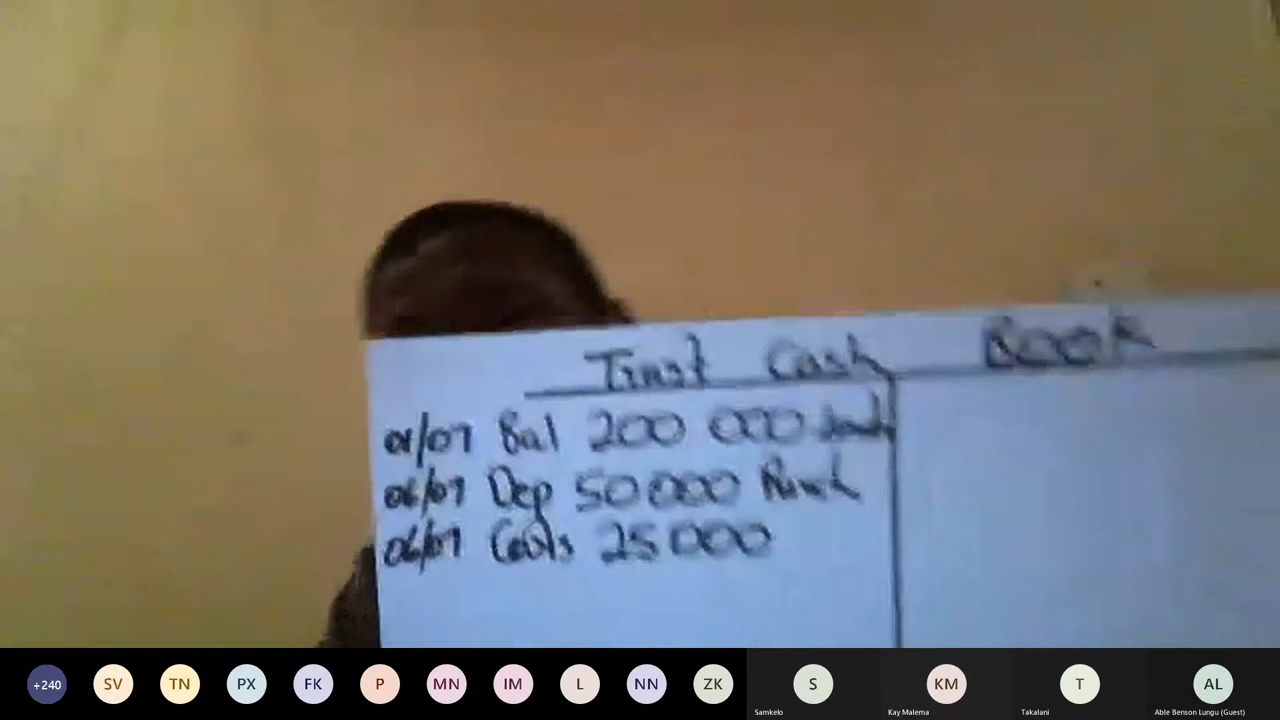 Trust Cash Book
01/07 Bal 200 000
06/07 Dep 50 000
06/07 Costs 25 000
+240
SV
TN
PX
FK
P
MN
IM
L
NN
ZK
S
KM
T
AL
Samkelo
Kay Malema
Takalani
Able Benson Lungu (Guest)